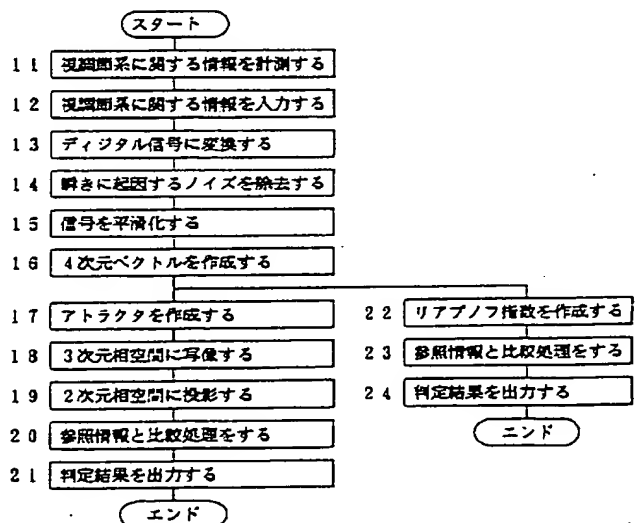 スタート
11 視調節系に関する情報を計測する
12 視調節系に関する情報を入力する
13 ディジタル信号に変換する
14 瞬きに起因するノイズを除去する
15 信号を平滑化する
16 4次元ベクトルを作成する
17 アトラクタを作成する
18 3次元相空間に写像する
19 2次元相空間に投影する
20 参照情報と比較処理をする
21 判定結果を出力する
エンド
22 リアプノフ指数を作成する
23 参照情報と比較処理をする
24 判定結果を出力する
エンド